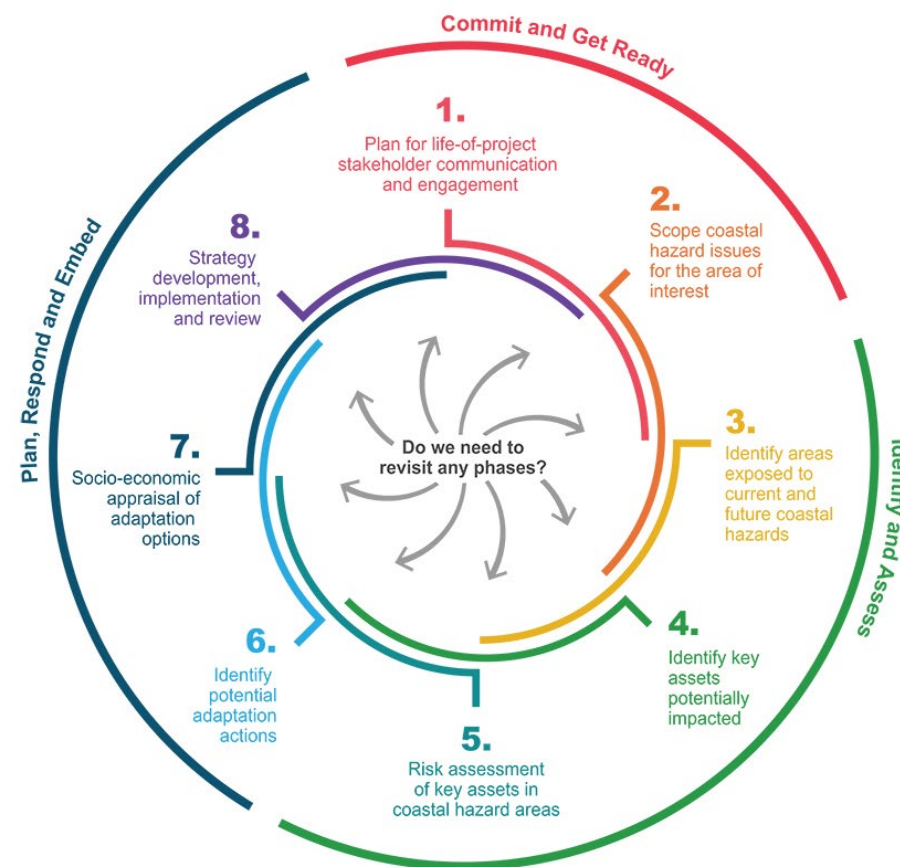 Commit and Get Ready
1.
Plan for life-of-project
stakeholder communication
and engagement
2.
Scope coastal
hazard issues
for the area of
interest
Identify and Assess
3.
Identify areas
exposed to
current and
future coastal
hazards
4.
Identify key
assets
potentially
impacted
5.
Risk assessment
of key assets in
coastal hazard areas
Plan, Respond and Embed
6.
Identify
potential
adaptation
actions
7.
Socio-economic
appraisal of
adaptation
options
8.
Strategy
development,
implementation
and review
Do we need to
revisit any phases?